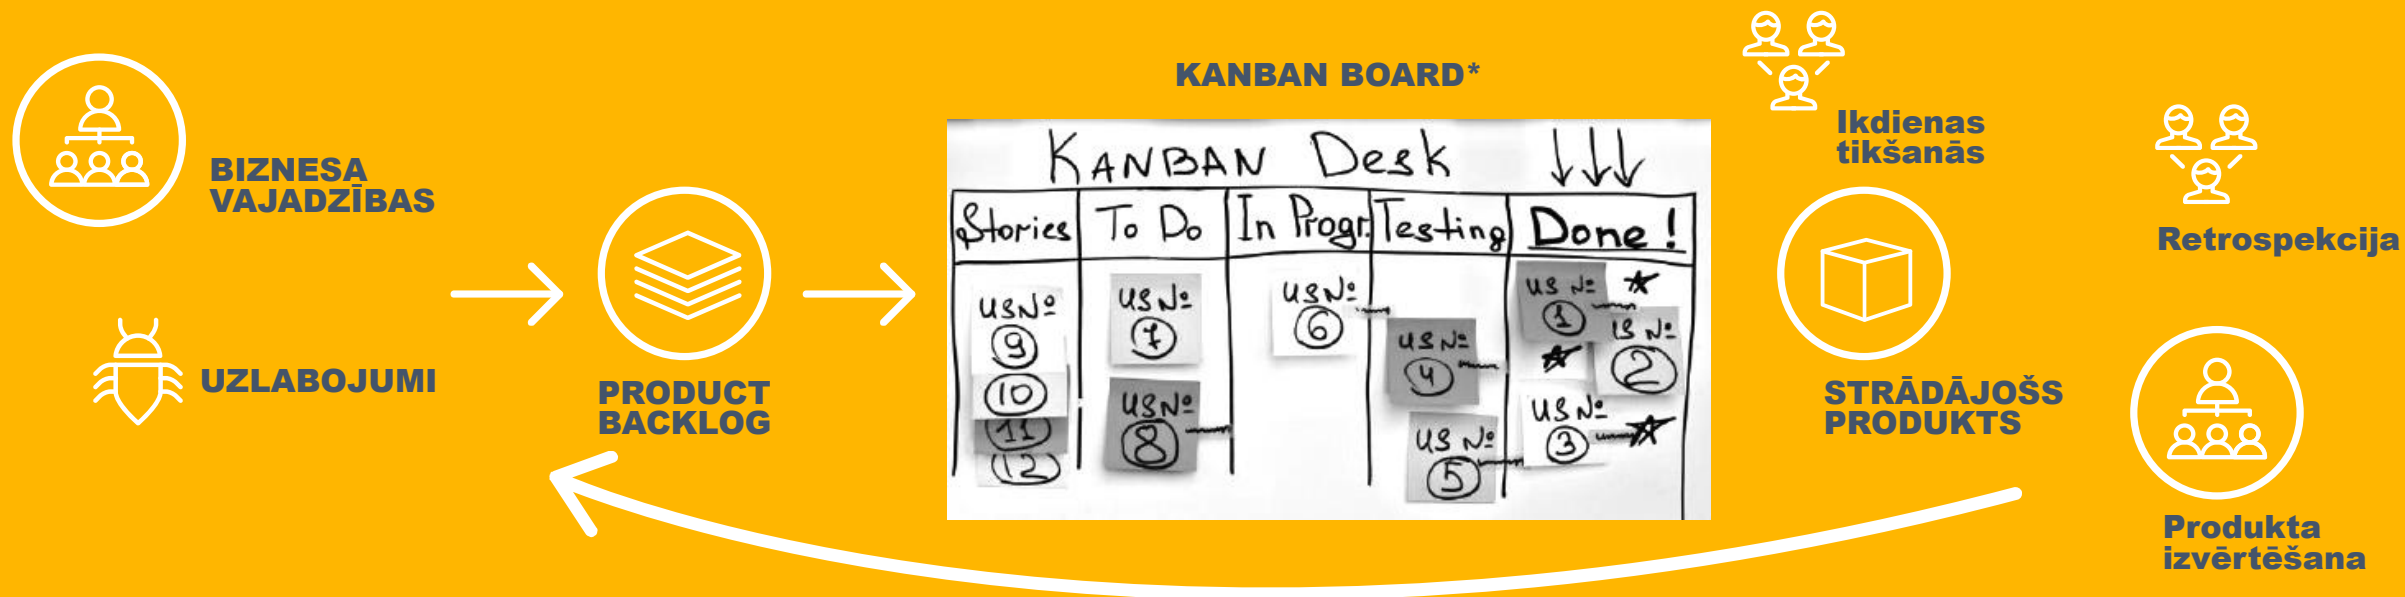 BIZNESA
VAJADZĪBAS
UZLABOJUMI
PRODUCT
BACKLOG
KANBAN BOARD*
KANBAN Desk
Stories
To Do
In Progr.
Testing
Done!
US Nº
9
10
11
12
US Nº
7
US Nº
8
US Nº
6
US Nº
4
US Nº
5
US Nº
1
US Nº
2
US Nº
3
Ikdienas
tikšanās
STRĀDĀJOŠS
PRODUKTS
Retrospekcija
Produkta
izvērtēšana